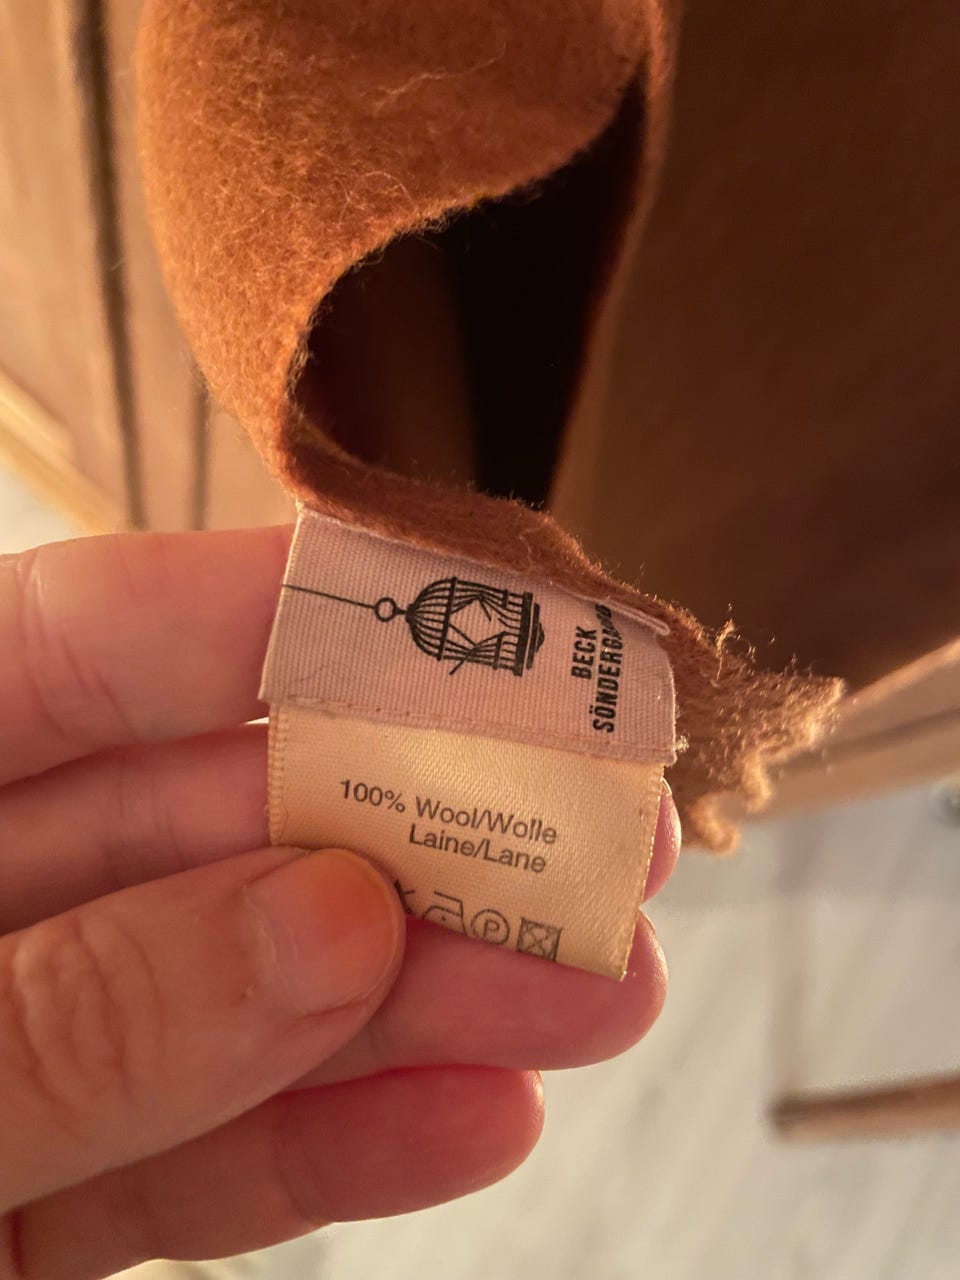 BECK
SÖNDERGAARD
100% Wool/Wolle
Laine/Lane
P